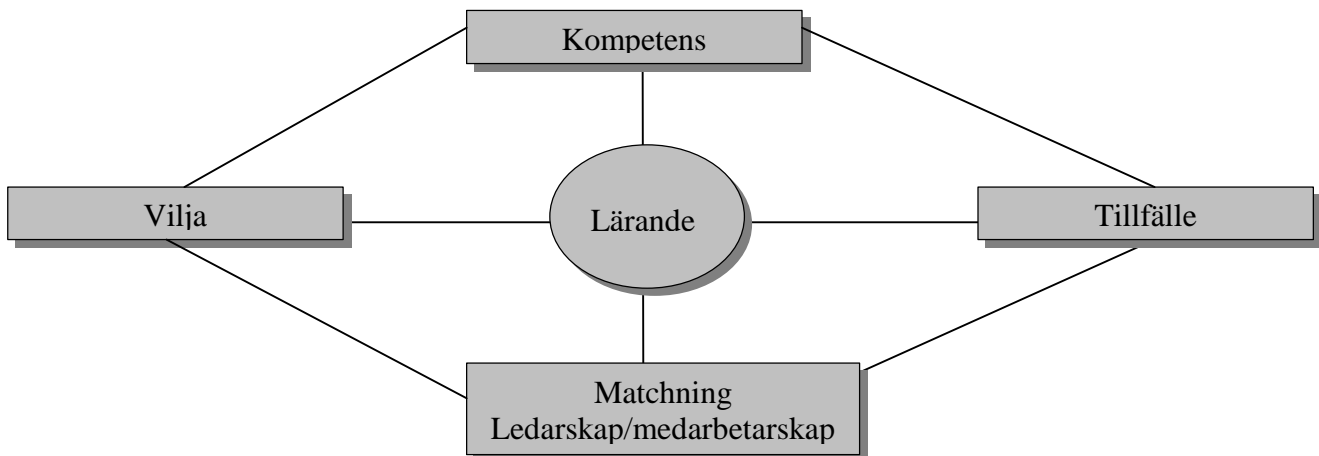 Kompetens
Vilja
Lärande
Tillfälle
Matchning
Ledarskap/medarbetarskap